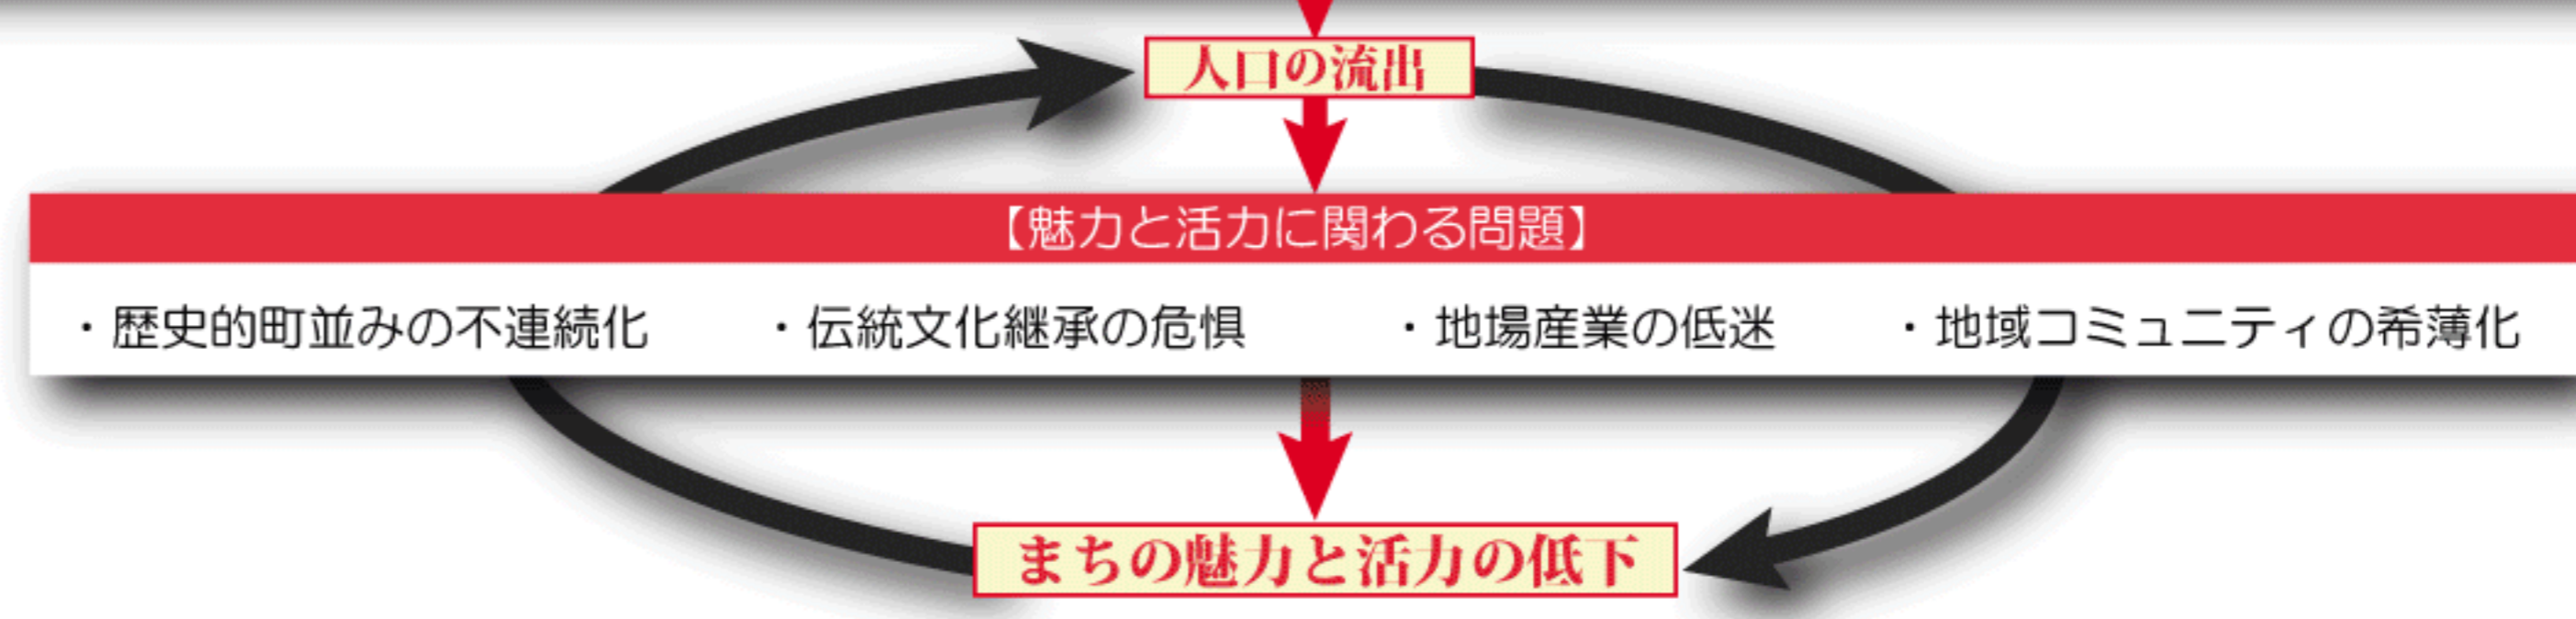 人口の流出
【魅力と活力に関わる問題】
・歴史的町並みの不連続化 ・伝統文化継承の危惧 ・地場産業の低迷 ・地域コミュニティの希薄化
まちの魅力と活力の低下